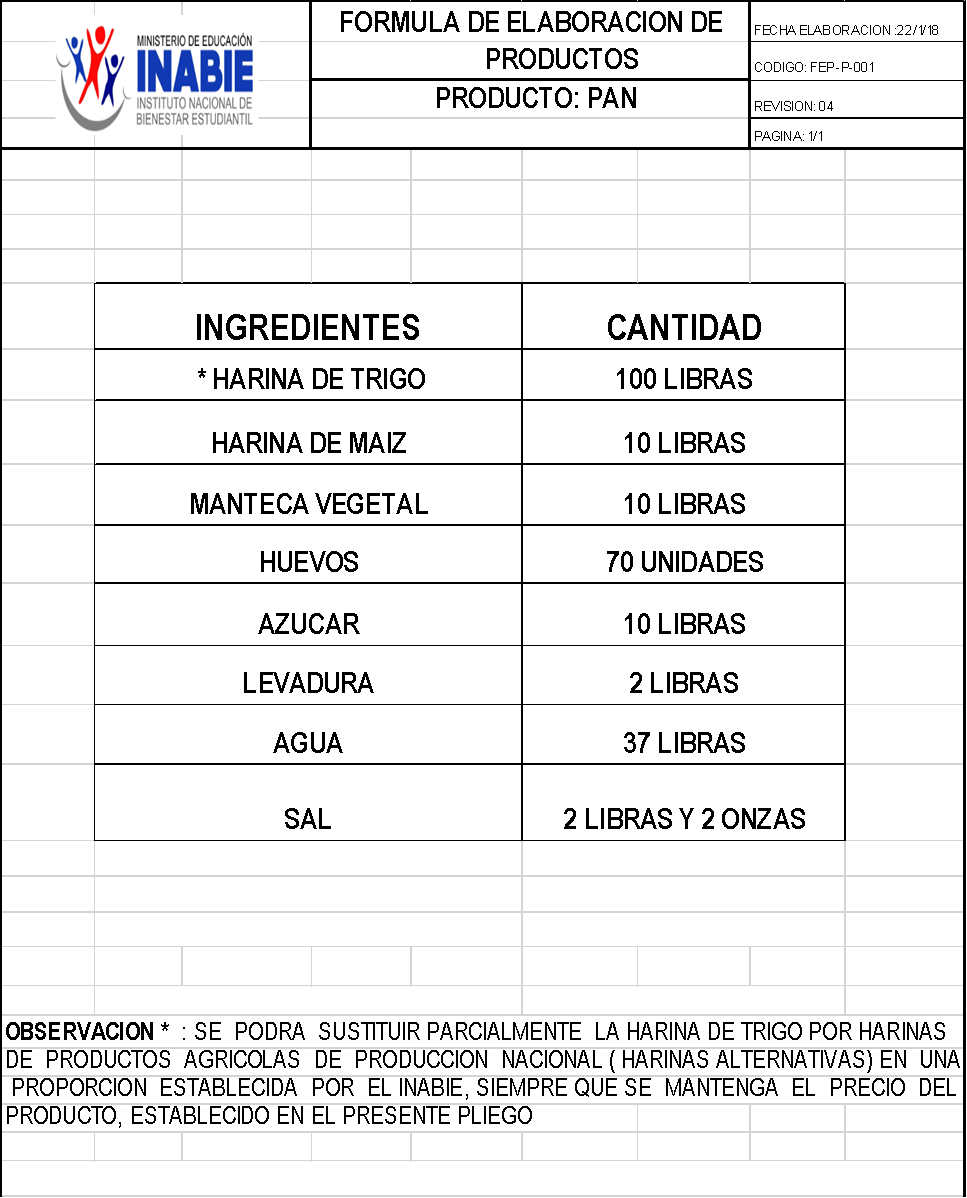 MINISTERIO DE EDUCACIÓN
INABIE
INSTITUTO NACIONAL DE
BIENESTAR ESTUDIANTIL
FORMULA DE ELABORACION DE
PRODUCTOS
PRODUCTO: PAN
FECHA ELABORACION :22/1/18
CODIGO: FEP-P-001
REVISION: 04
PAGINA: 1/1
INGREDIENTES CANTIDAD
* HARINA DE TRIGO 100 LIBRAS
HARINA DE MAIZ 10 LIBRAS
MANTECA VEGETAL 10 LIBRAS
HUEVOS 70 UNIDADES
AZUCAR 10 LIBRAS
LEVADURA 2 LIBRAS
AGUA 37 LIBRAS
SAL 2 LIBRAS Y 2 ONZAS
OBSERVACION * : SE PODRA SUSTITUIR PARCIALMENTE LA HARINA DE TRIGO POR HARINAS
DE PRODUCTOS AGRICOLAS DE PRODUCCION NACIONAL ( HARINAS ALTERNATIVAS) EN UNA
PROPORCION ESTABLECIDA POR EL INABIE, SIEMPRE QUE SE MANTENGA EL PRECIO DEL
PRODUCTO, ESTABLECIDO EN EL PRESENTE PLIEGO